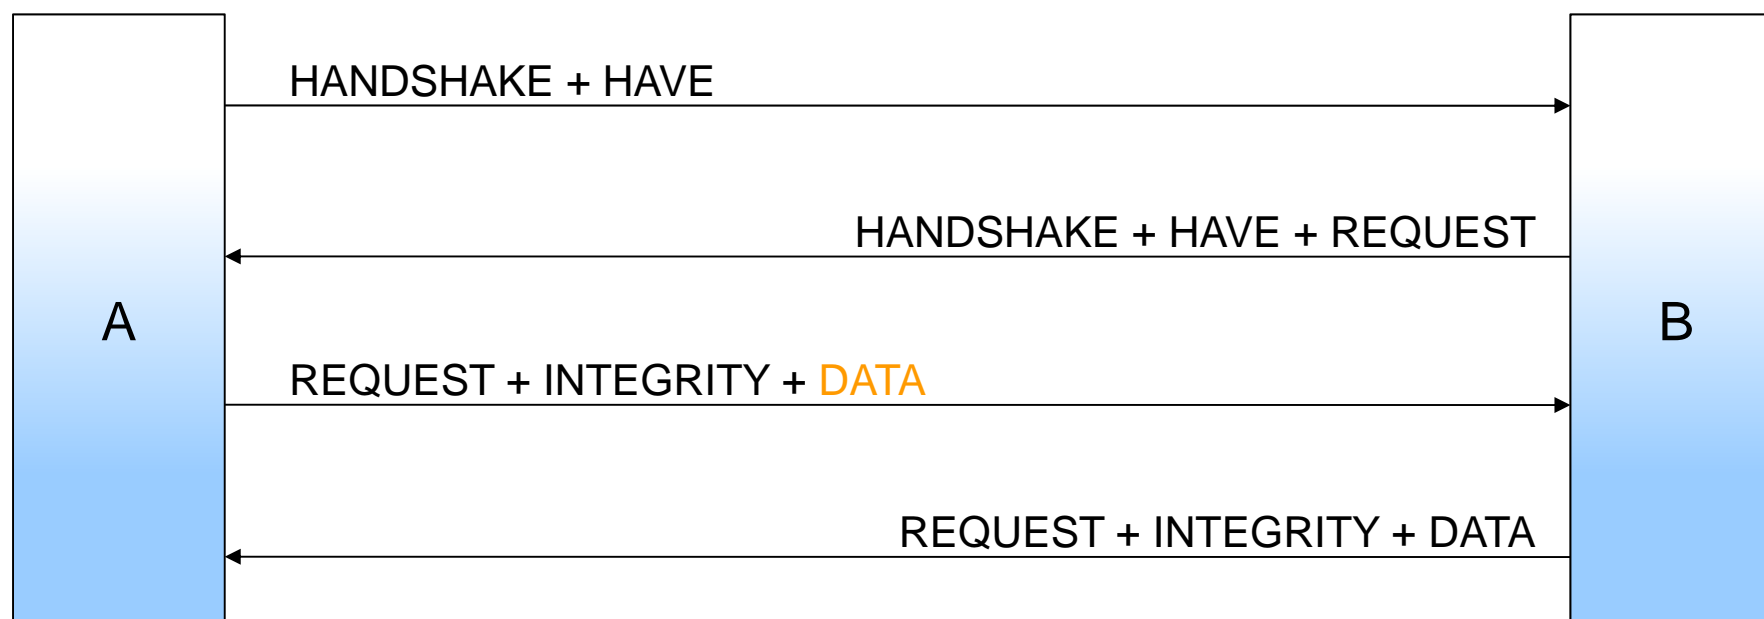 HANDSHAKE + HAVE
HANDSHAKE + HAVE + REQUEST
A
B
REQUEST + INTEGRITY + DATA
REQUEST + INTEGRITY + DATA